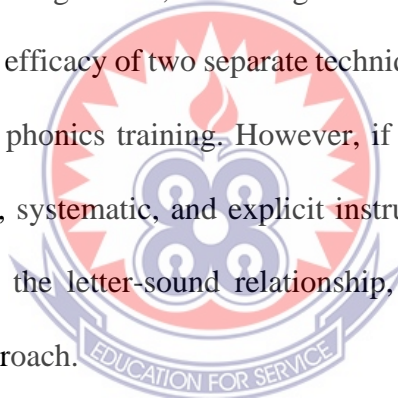 efficacy of two separate techni
phonics training. However, if
, systematic, and explicit instru
the letter-sound relationship,
roach.
EDUCATION FOR SERVICE